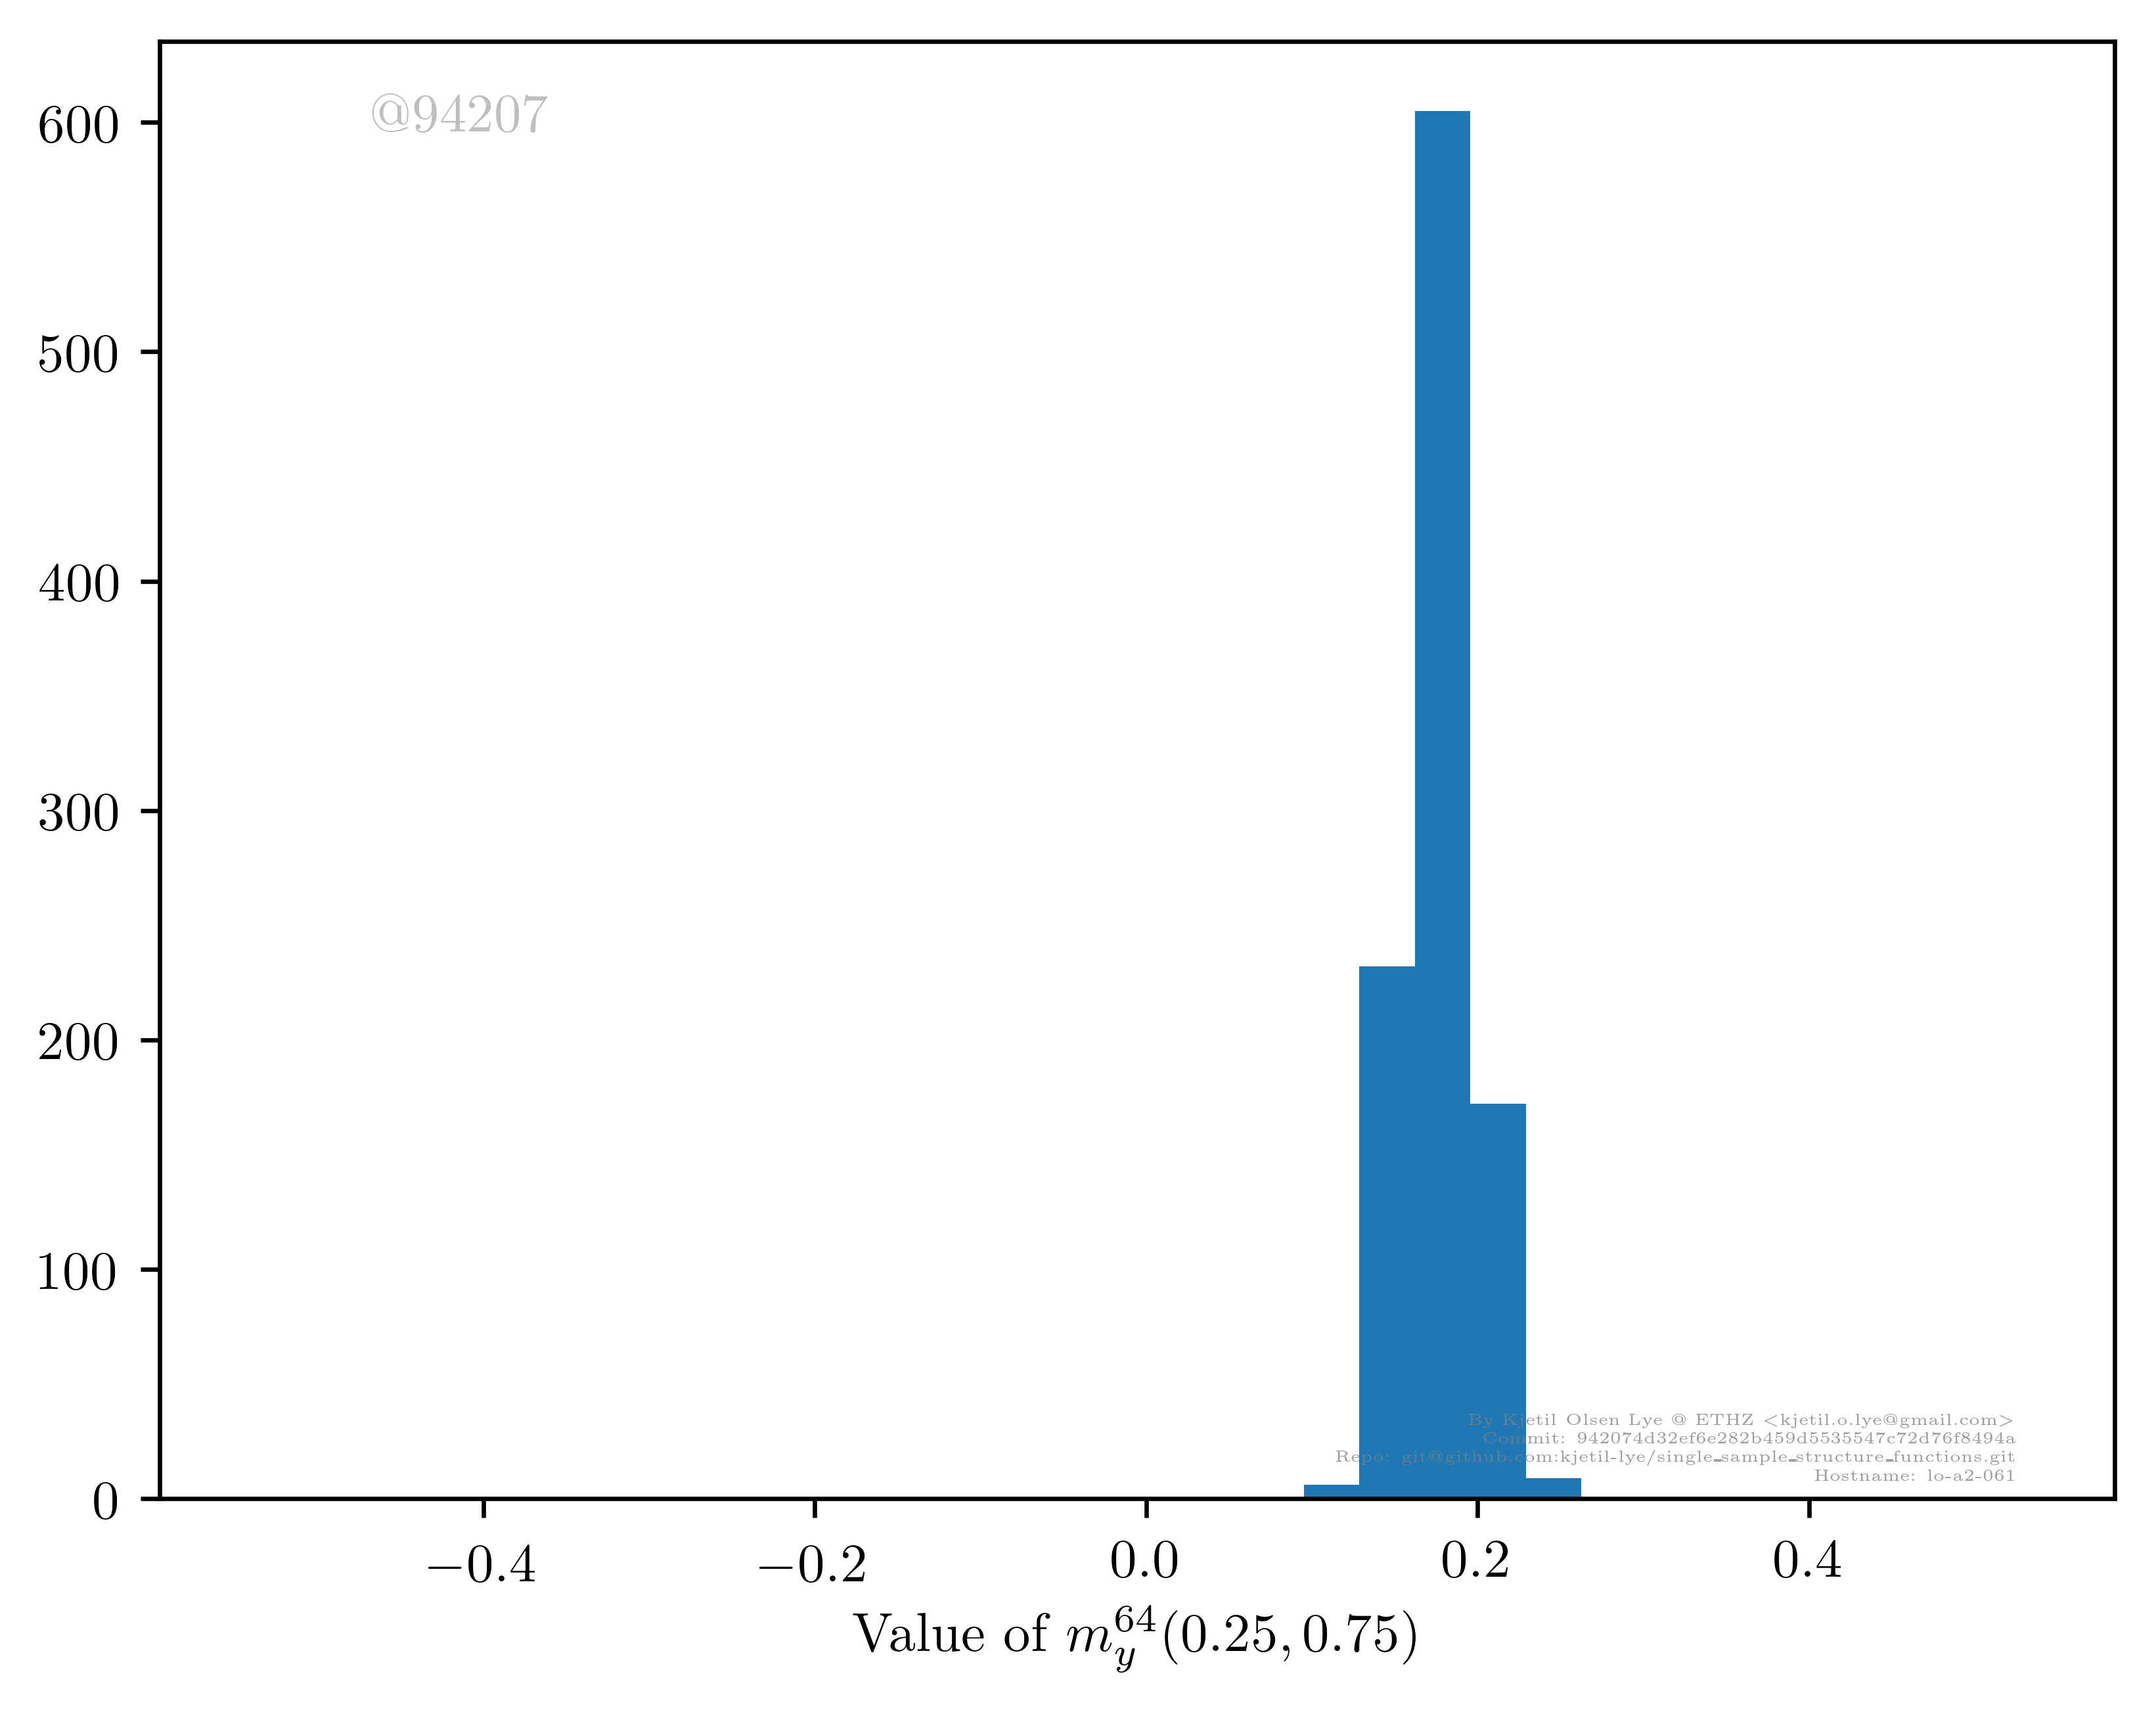 ©94207
600
500
400
300
200
100
0
By Kjetil Olsen Lye @ ETHZ <kjetil.o.lye@gmail.com>
Commit: 942074d32ef6e282b459d5535547c72d76f8494a
Repo: git@github.com:kjetil-lye/single_sample_structure_functions.git
Hostname: lo-a2-061
−0.4 −0.2 0.0 0.2 0.4
Value of $m_y^{64}(0.25, 0.75)$